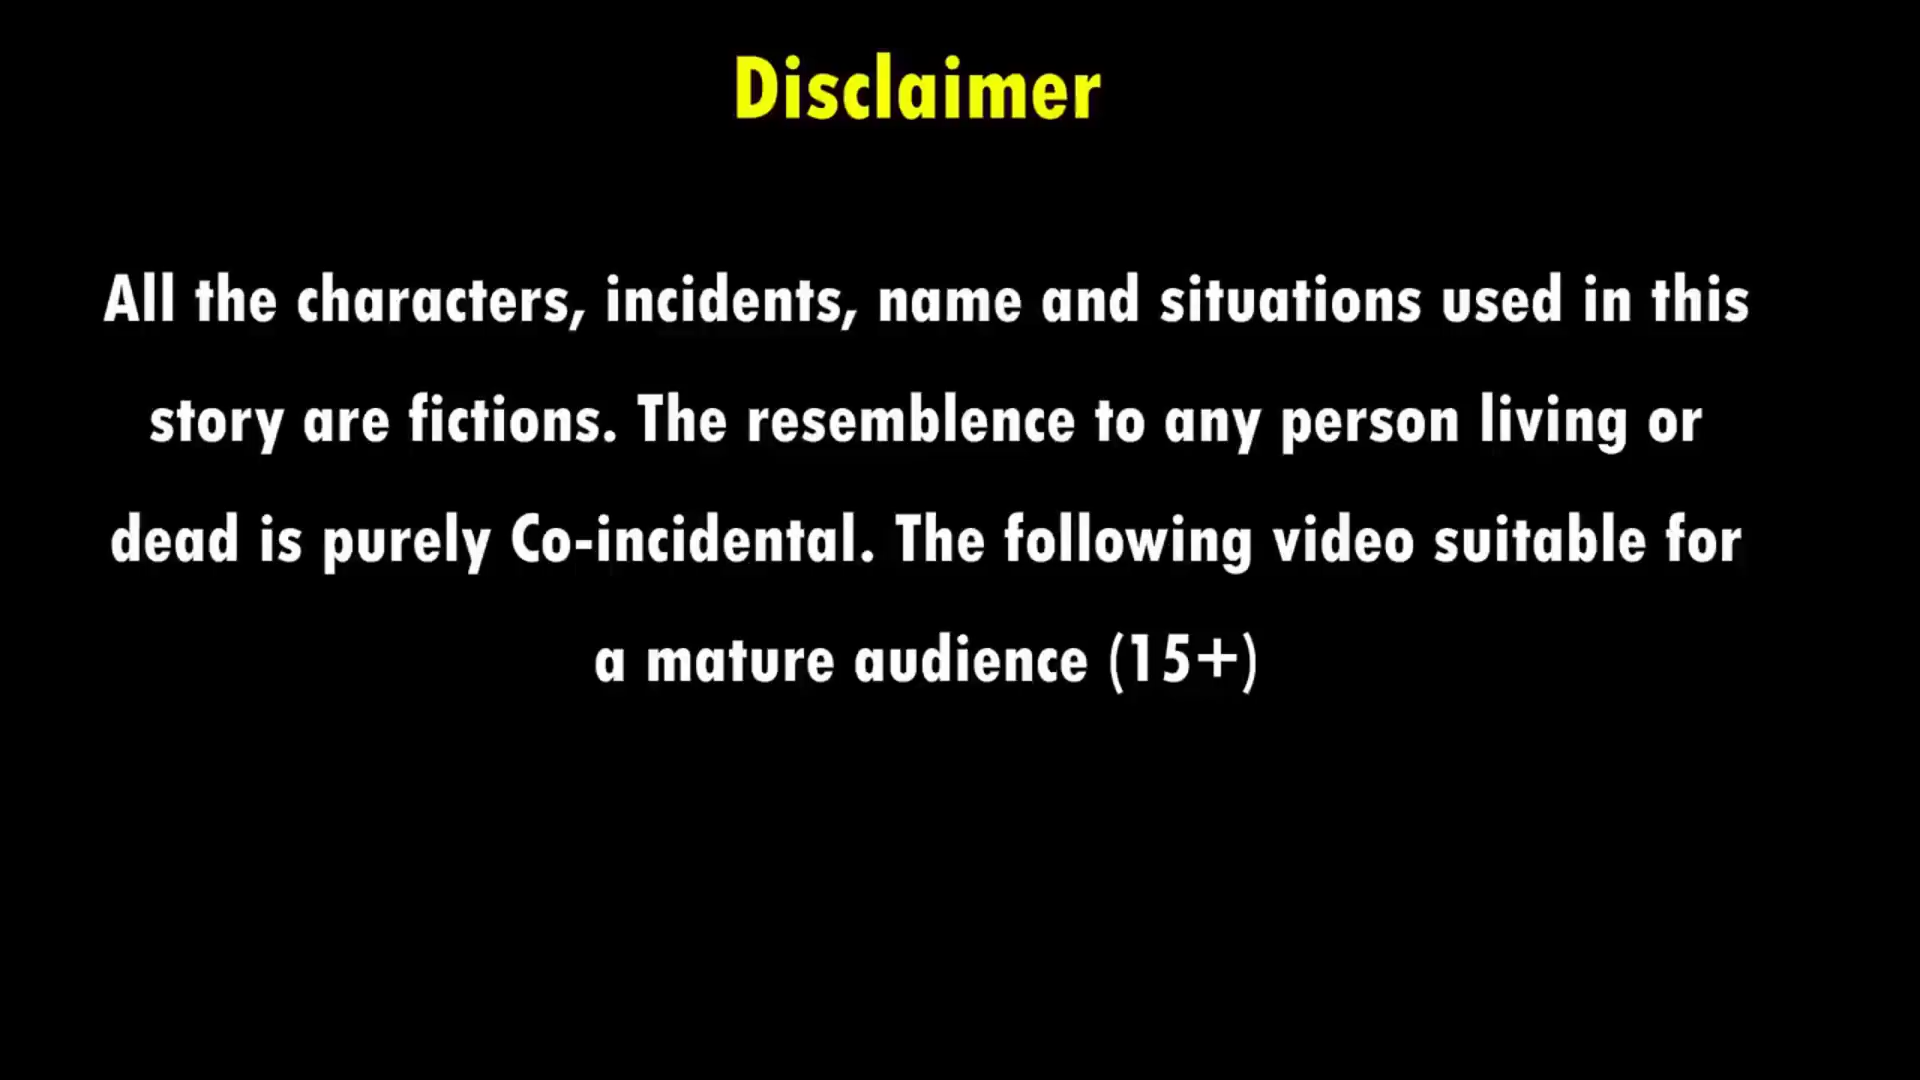 Disclaimer
All the characters, incidents, name and situations used in this
story are fictions. The resemblence to any person living or
dead is purely Co-incidental. The following video suitable for
a mature audience (15+)